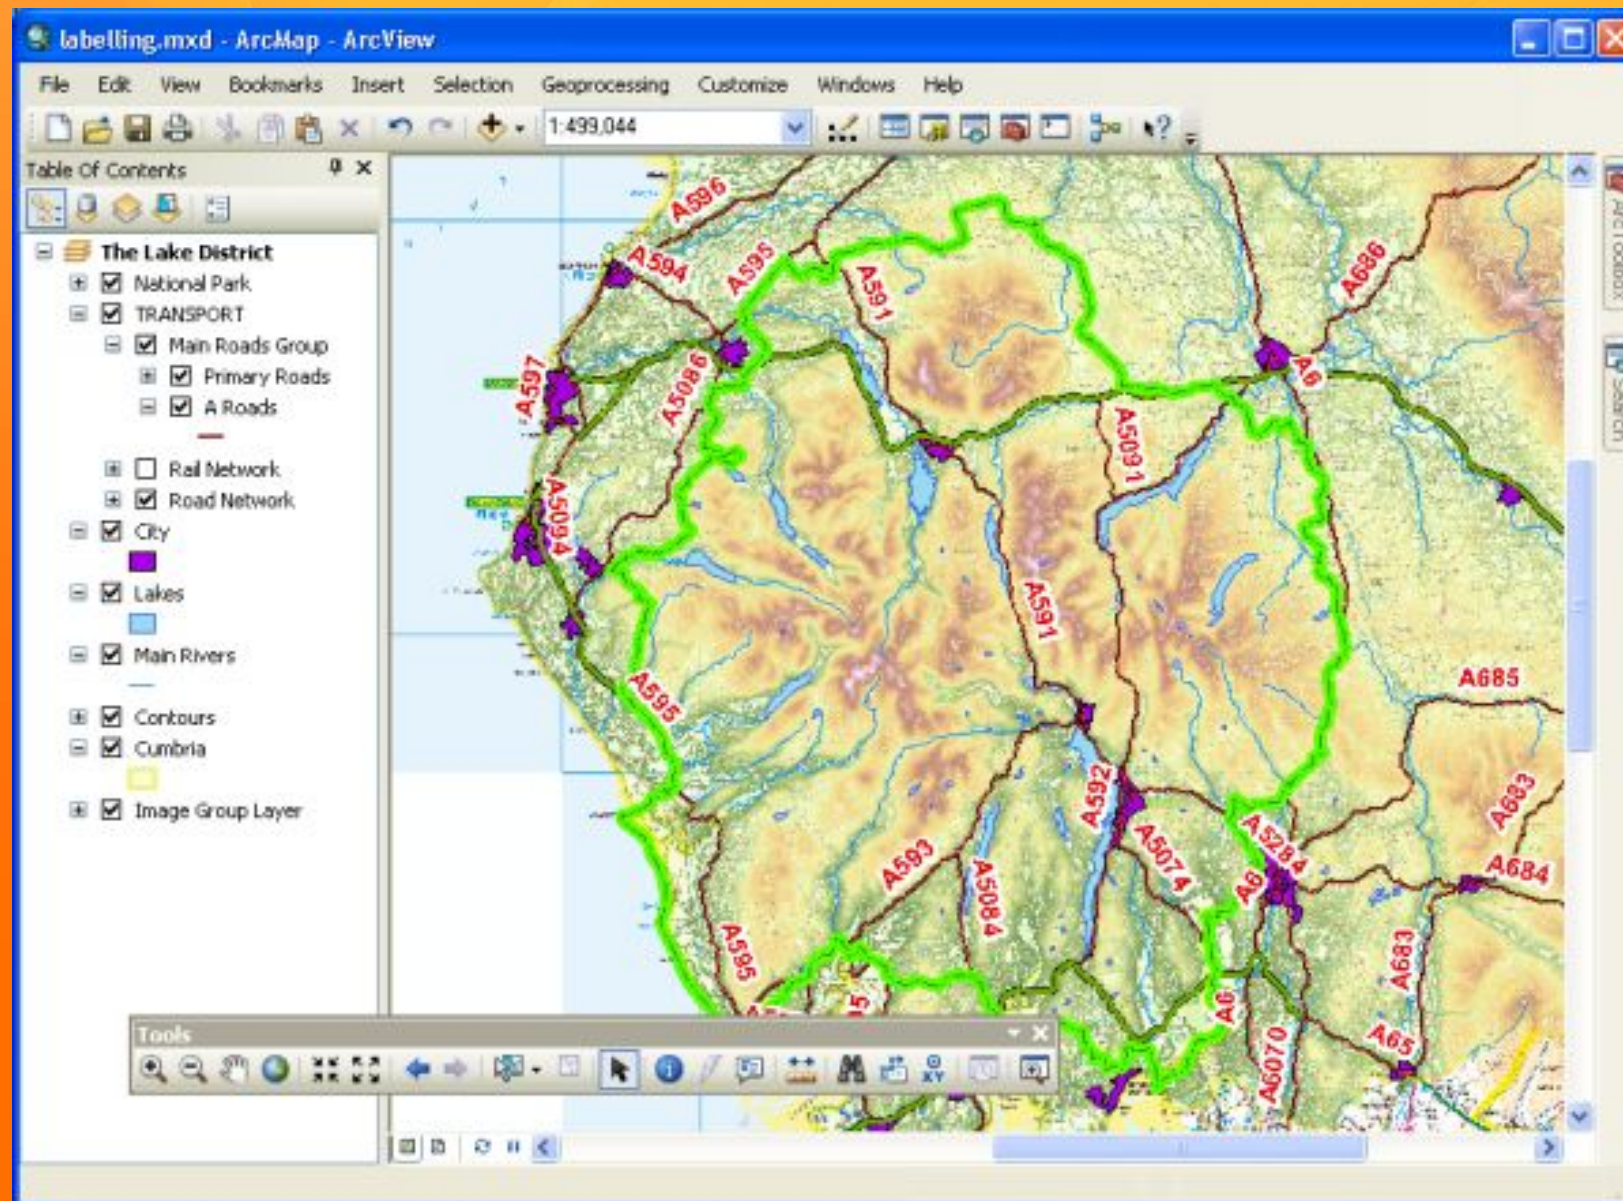 labelling.mxd - ArcMap - ArcView
File Edit View Bookmarks Insert Selection Geoprocessing Customize Windows Help
1:499,044
Table Of Contents
The Lake District
National Park
TRANSPORT
Main Roads Group
Primary Roads
A Roads
Rail Network
Road Network
City
Lakes
Main Rivers
Contours
Cumbria
Image Group Layer
A596
A594
A595
A591
A686
A597
A5086
A6
A5091
A5094
A591
A595
A685
A592
A683
A5284
A593
A5074
A684
A5084
A6
A595
A683
A6
A65
A6070
Tools
XY